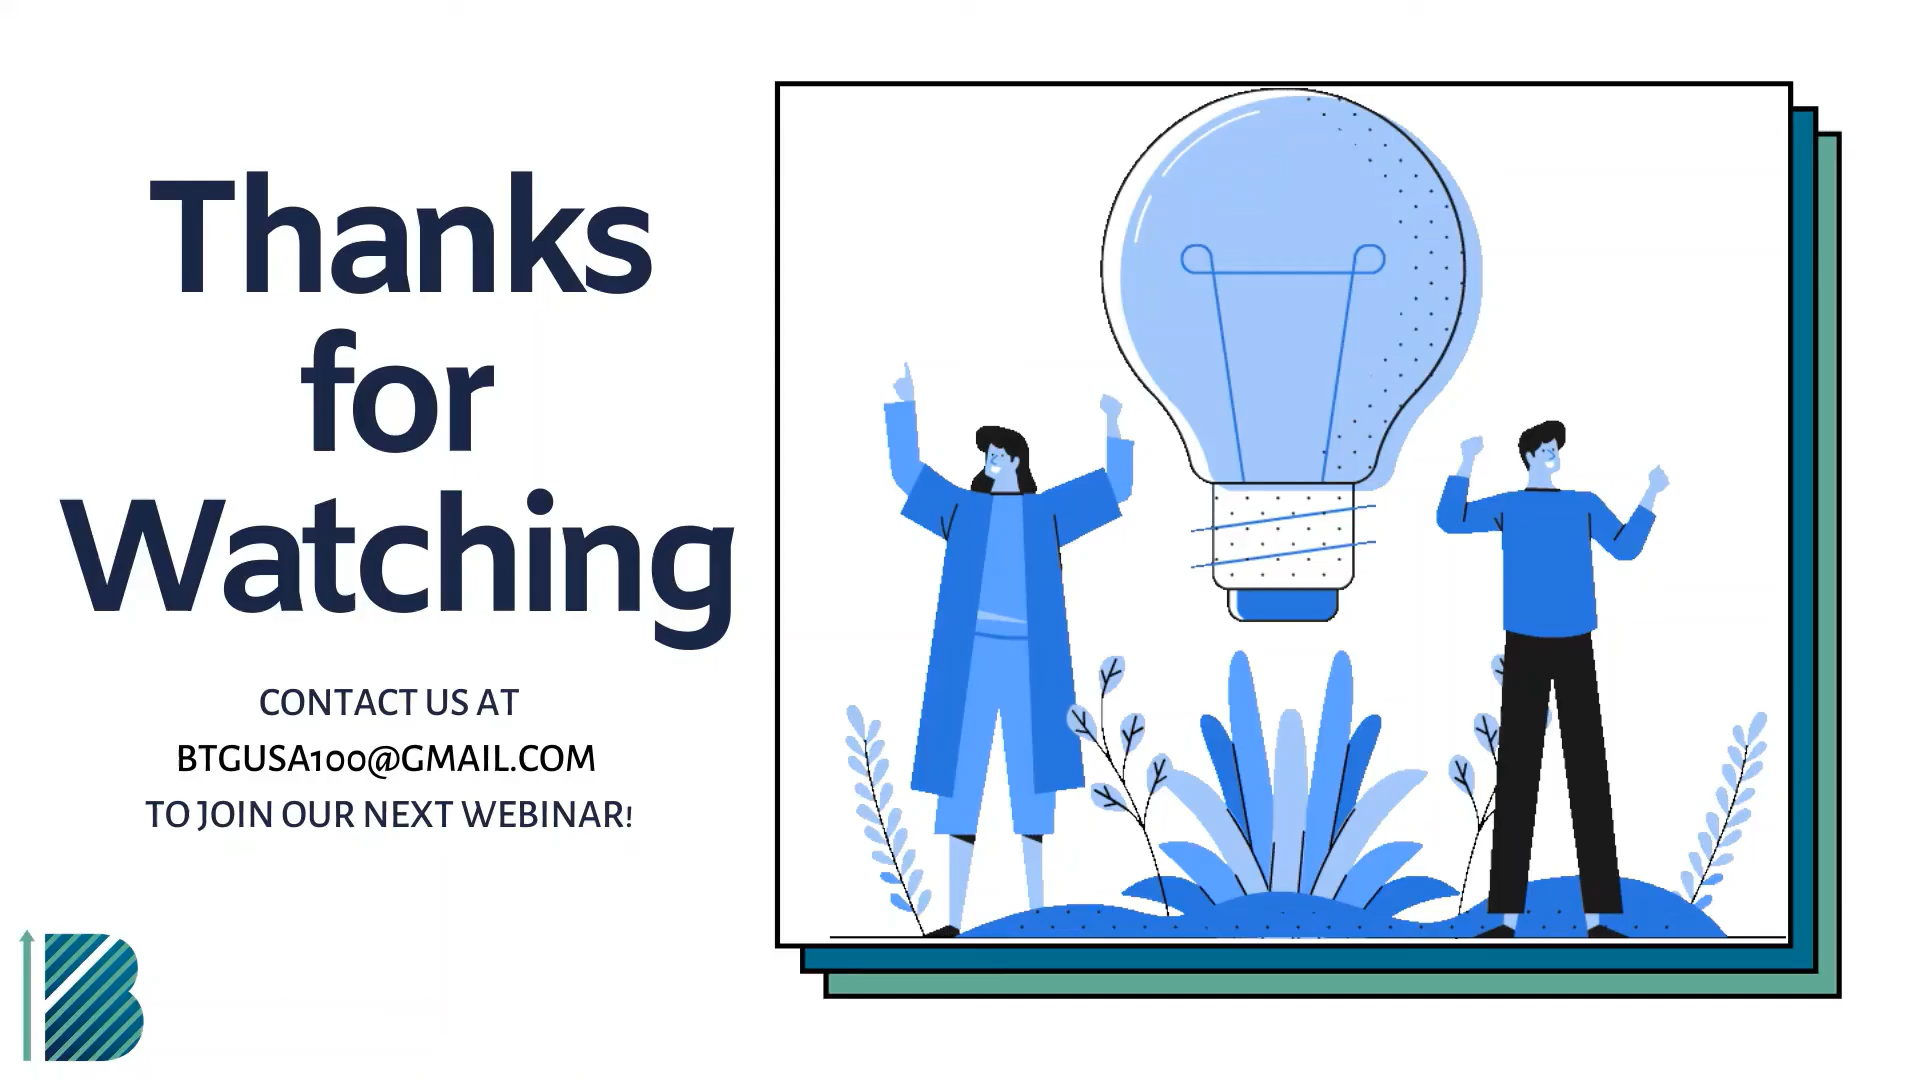 Thanks
for
Watching
CONTACT US AT
BTGUSA100@GMAIL.COM
TO JOIN OUR NEXT WEBINAR!
B